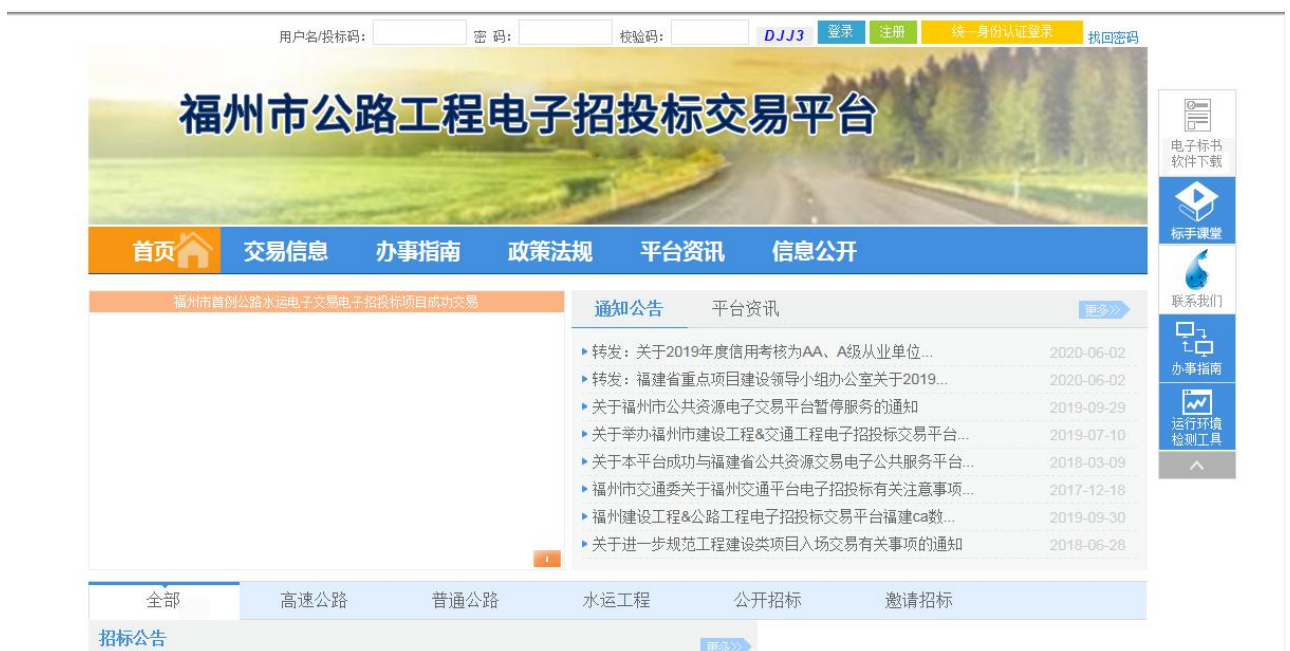 用户名/投标码:
密 码:
校验码:
DJJ3
登录
注册
统一身份认证登录
找回密码
福州市公路工程电子招投标交易平台
首页
交易信息
办事指南
政策法规
平台资讯
信息公开
福州市首例公路水运电子交易电子招投标项目成功交易
1
通知公告
平台资讯
更多>>
转发：关于2019年度信用考核为AA、A级从业单位...
2020-06-02
转发：福建省重点项目建设领导小组办公室关于2019...
2020-06-02
关于福州市公共资源电子交易平台暂停服务的通知
2019-09-29
关于举办福州市建设工程&交通工程电子招投标交易平台...
2019-07-10
关于本平台成功与福建省公共资源交易电子公共服务平台...
2018-03-09
福州市交通委关于福州交通平台电子招投标有关注意事项...
2017-12-18
福州建设工程&公路工程电子招投标交易平台福建ca数...
2019-09-30
关于进一步规范工程建设类项目入场交易有关事项的通知
2018-06-28
电子标书
软件下载
标手课堂
联系我们
办事指南
运行环境
检测工具
全部
高速公路
普通公路
水运工程
公开招标
邀请招标
招标公告
更多>>